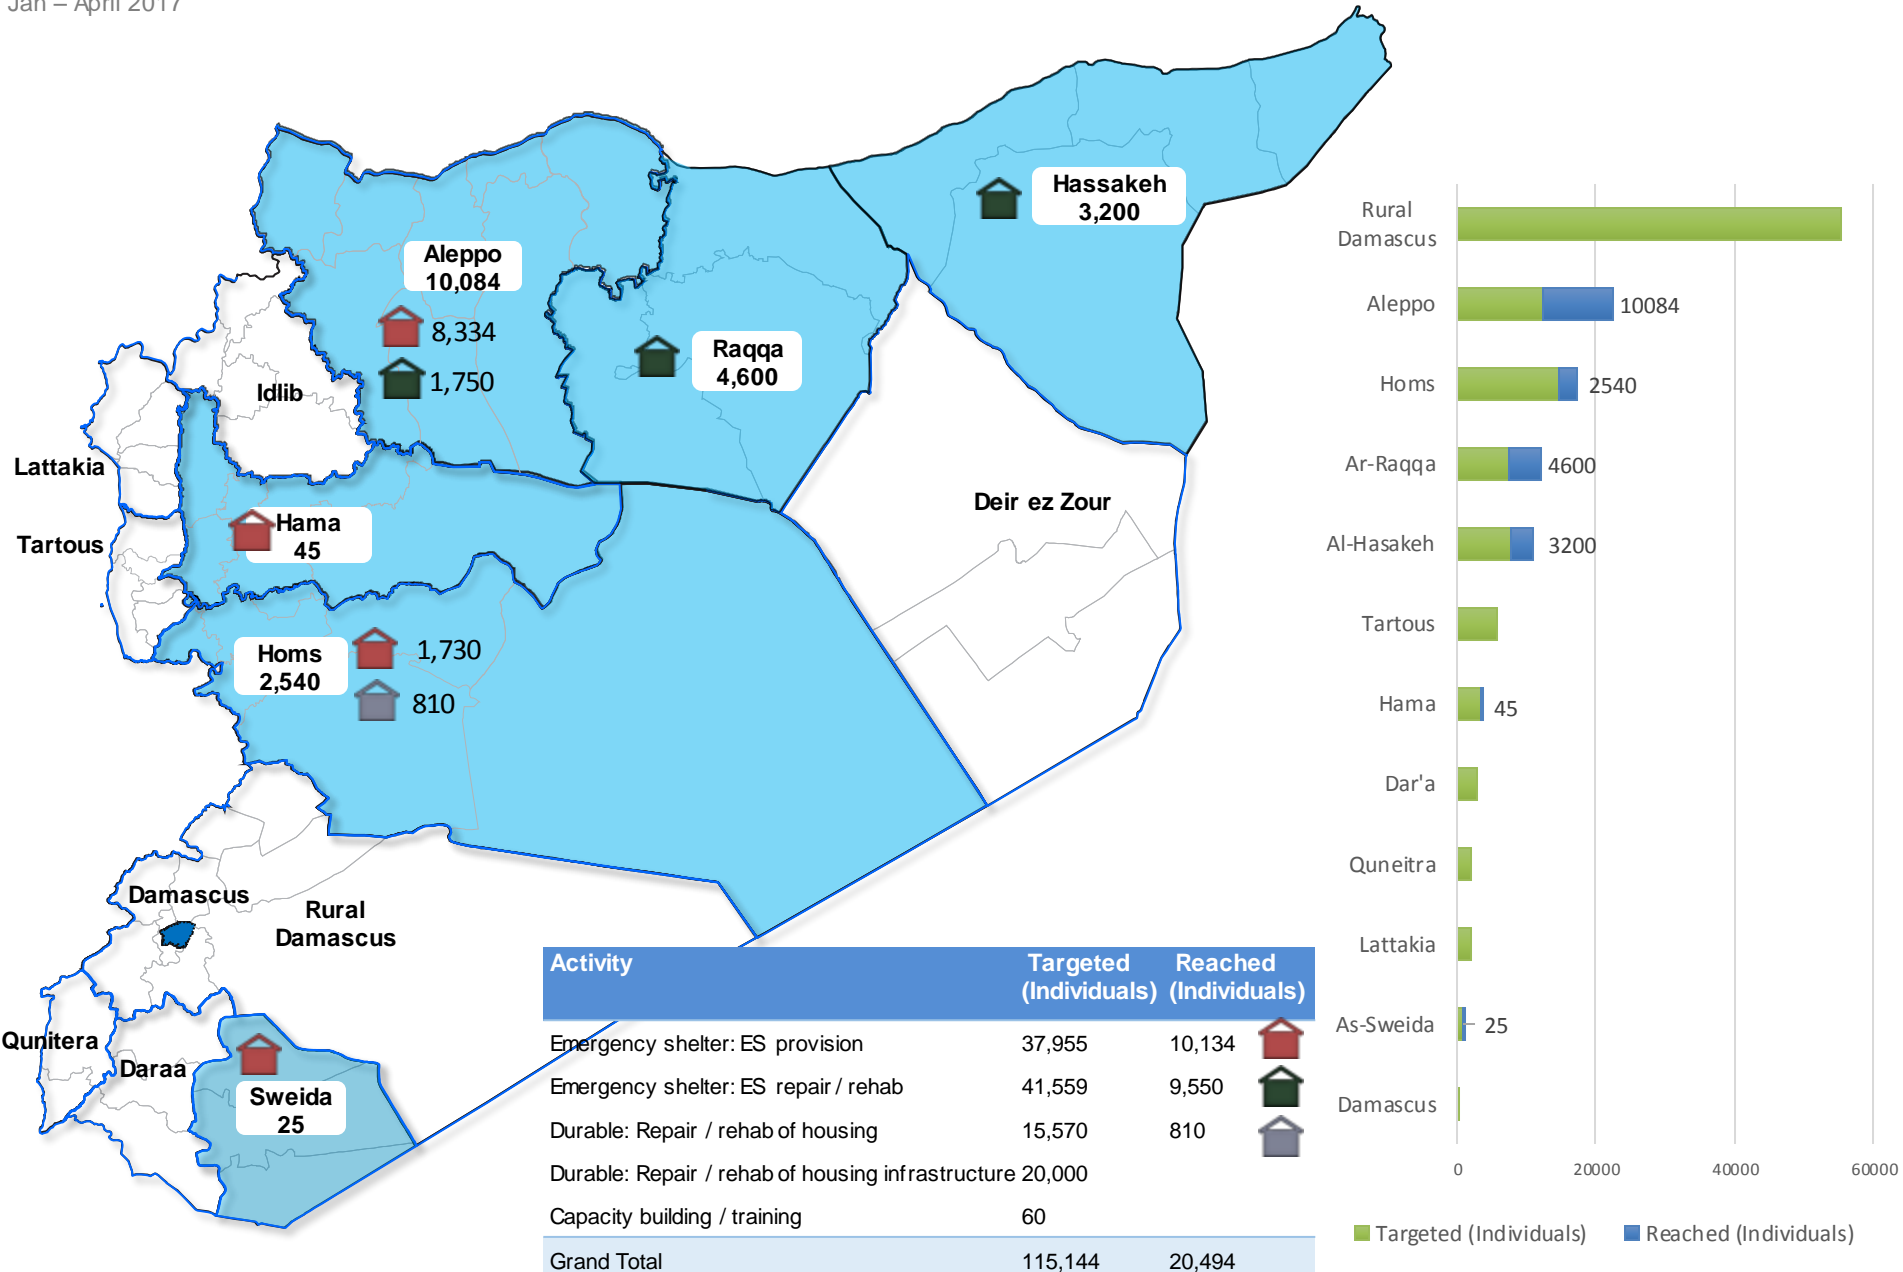 Jan – April 2017
Hassakeh
3,200
Aleppo
10,084
8,334
1,750
Raqqa
4,600
Idlib
Lattakia
Tartous
Hama
45
Deir ez Zour
Homs
2,540
1,730
810
Damascus
Rural
Damascus
Qunitera
Daraa
Sweida
25
Activity Targeted (Individuals) Reached (Individuals)
Emergency shelter: ES provision 37,955 10,134
Emergency shelter: ES repair / rehab 41,559 9,550
Durable: Repair / rehab of housing 15,570 810
Durable: Repair / rehab of housing infrastructure 20,000
Capacity building / training 60
Grand Total 115,144 20,494
Rural
Damascus
Aleppo 10084
Homs 2540
Ar-Raqqa 4600
Al-Hasakeh 3200
Tartous
Hama 45
Dar'a
Quneitra
Lattakia
As-Sweida 25
Damascus
0 20000 40000 60000
Targeted (Individuals) Reached (Individuals)